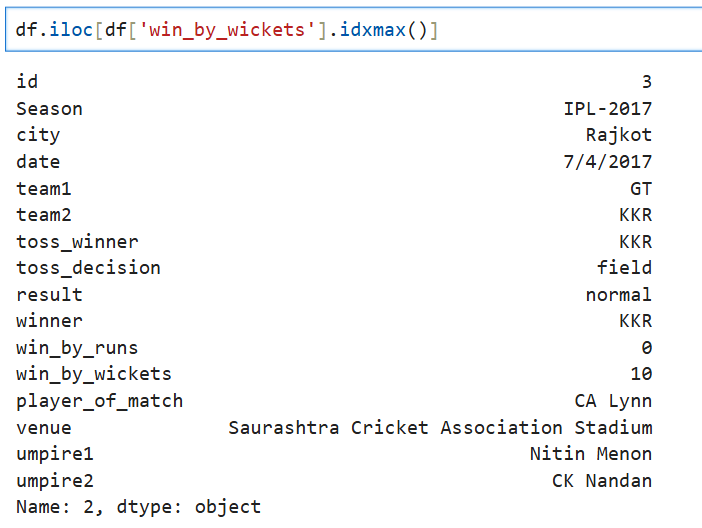 df.iloc[df['win_by_wickets'].idxmax()]
id 3
Season IPL-2017
city Rajkot
date 7/4/2017
team1 GT
team2 KKR
toss_winner KKR
toss_decision field
result normal
winner KKR
win_by_runs 0
win_by_wickets 10
player_of_match CA Lynn
venue Saurashtra Cricket Association Stadium
umpire1 Nitin Menon
umpire2 CK Nandan
Name: 2, dtype: object